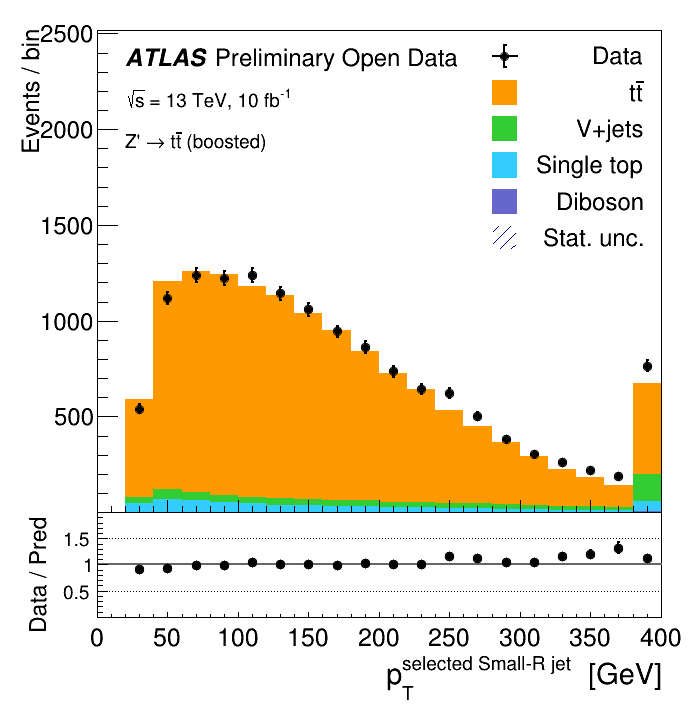 Events / bin
2500
2000
1500
1000
500
ATLAS Preliminary Open Data
√s = 13 TeV, 10 fb⁻¹
Z' → tt̄ (boosted)
Data
tt̄
V+jets
Single top
Diboson
Stat. unc.
Data / Pred
1.5
1
0.5
0 50 100 150 200 250 300 350 400
p_T^selected Small-R jet [GeV]